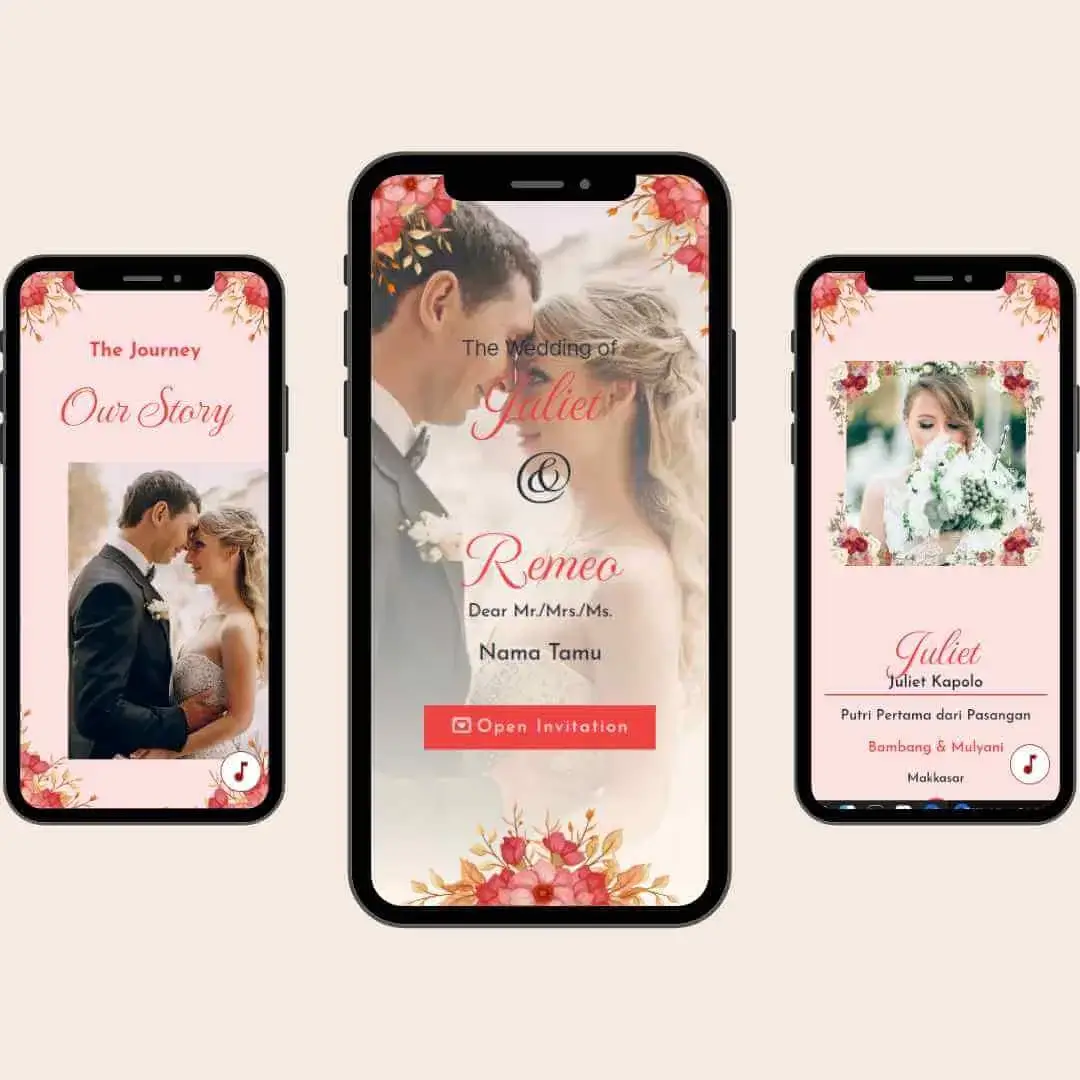 The Journey
Our Story
The Wedding of
Juliet
&
Remeo
Dear Mr./Mrs./Ms.
Nama Tamu
Open Invitation
Juliet
Juliet Kapolo
Putri Pertama dari Pasangan
Bambang & Mulyani
Makkasar